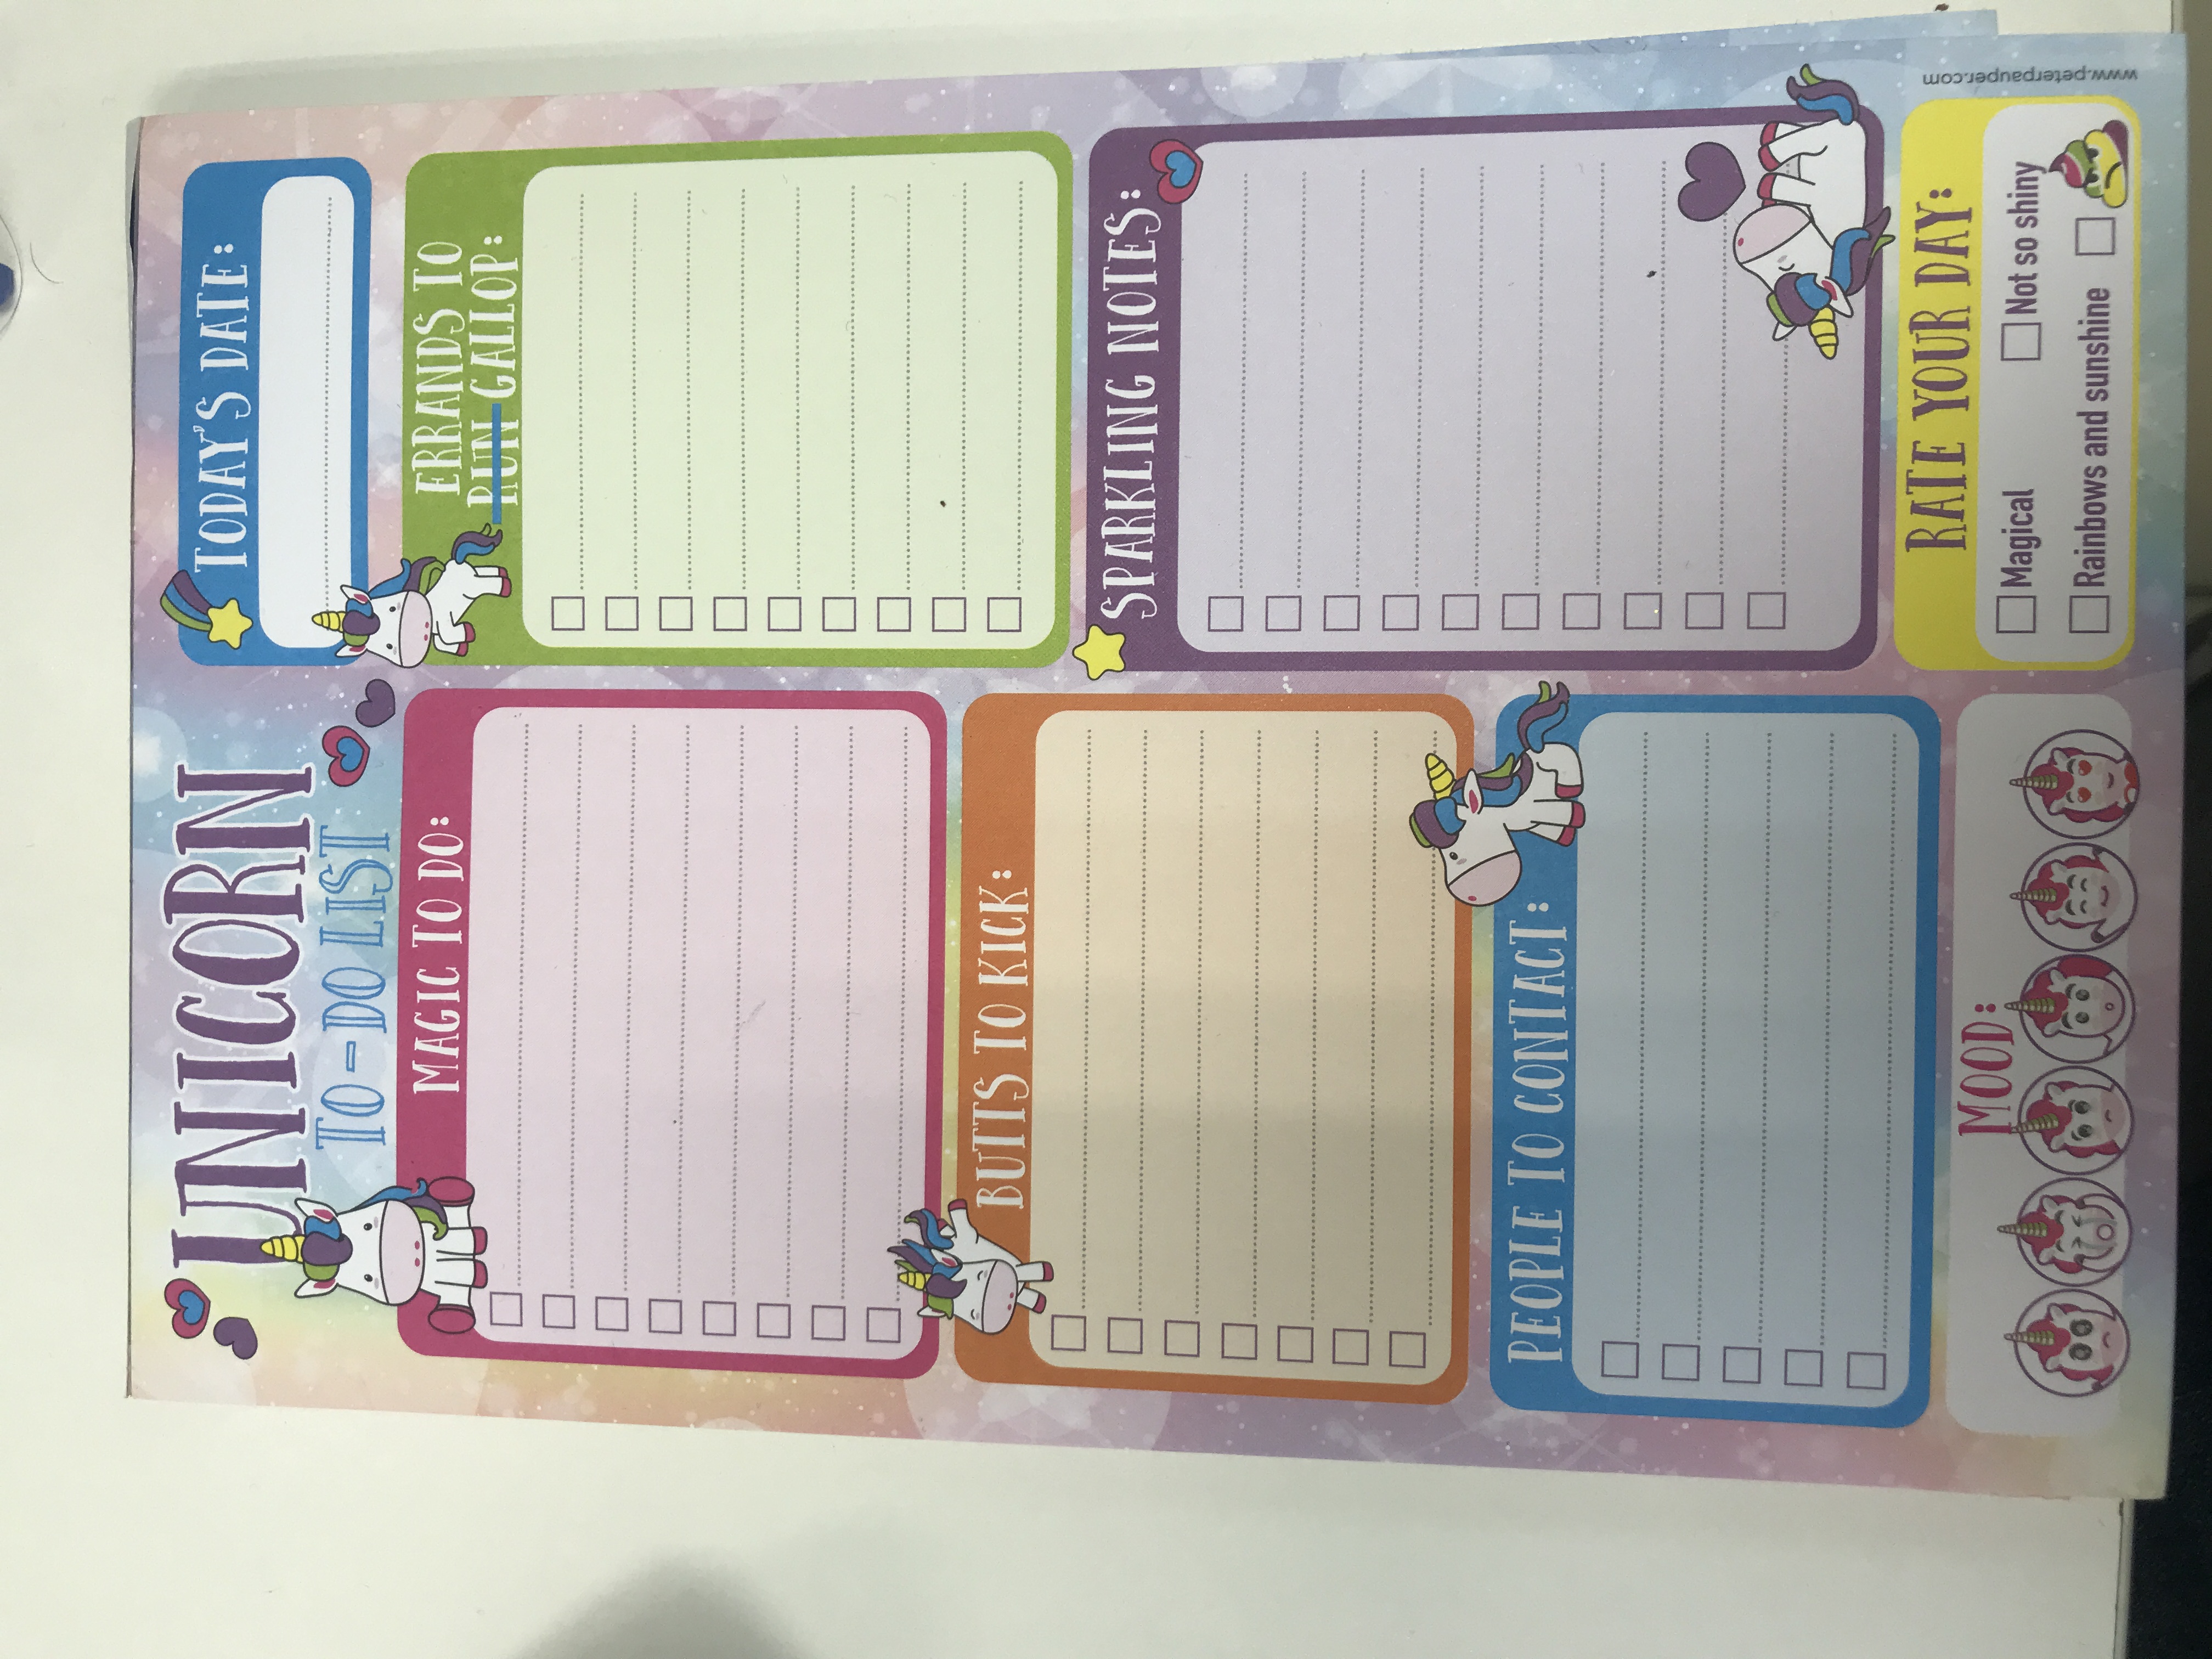 UNICORN
TO-DO LIST
TODAY'S DATE:
MAGIC TO DO:
ERRANDS TO
RUN GALLOP:
BUTTS TO KICK:
SPARKLING NOTES:
PEOPLE TO CONTACT:
MOOD:
RATE YOUR DAY:
Magical
Not so shiny
Rainbows and sunshine
www.peterpauper.com